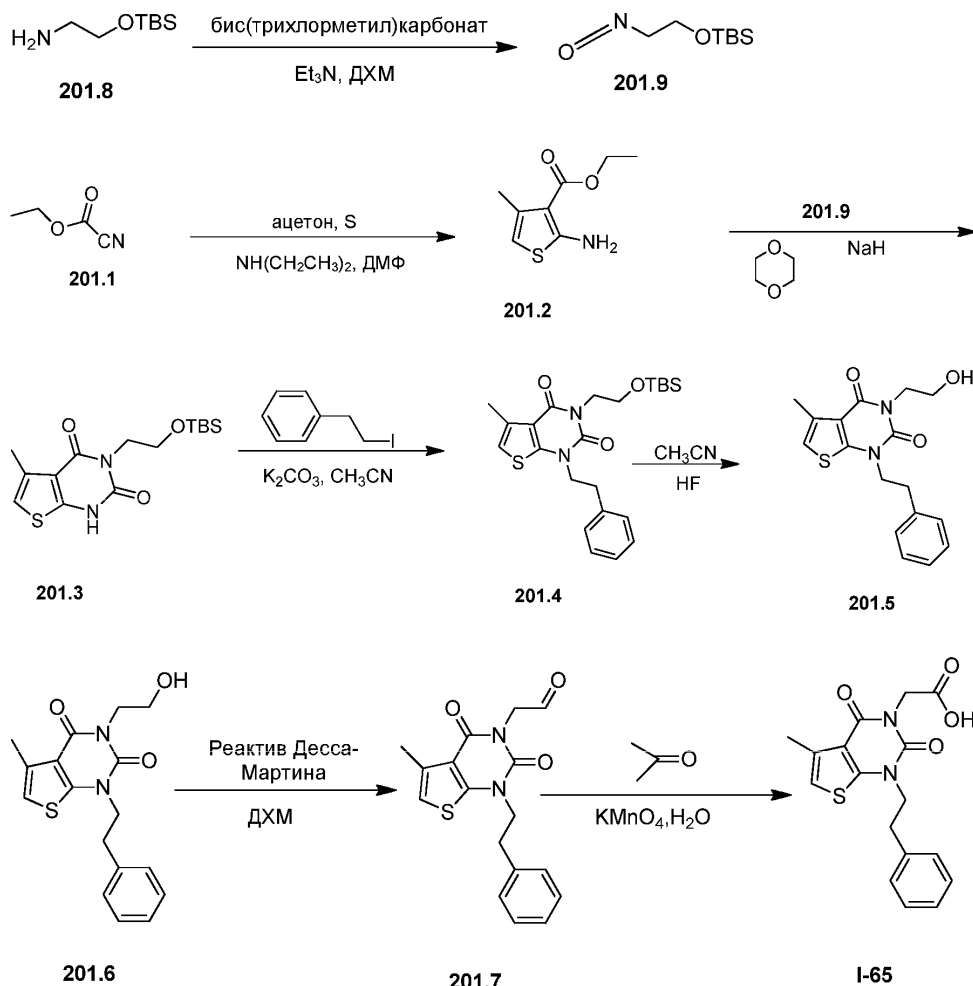 H₂N OTBS
бис(трихлорметил)карбонат
Et₃N, ДХМ
O N OTBS
201.8
201.9
O O CN
201.1
ацетон, S
NH(CH₂CH₃)₂, ДМФ
O O S NH₂
201.2
201.9
NaH
O O
O N OTBS O S N H
201.3
I
K₂CO₃, CH₃CN
O N OTBS O S N
201.4
CH₃CN
HF
O N OH O S N
201.5
O N OH O S N
201.6
Реактив Десса-
Мартина
ДХМ
O N O O S N
201.7
O
KMnO₄,H₂O
O N O OH O S N
I-65